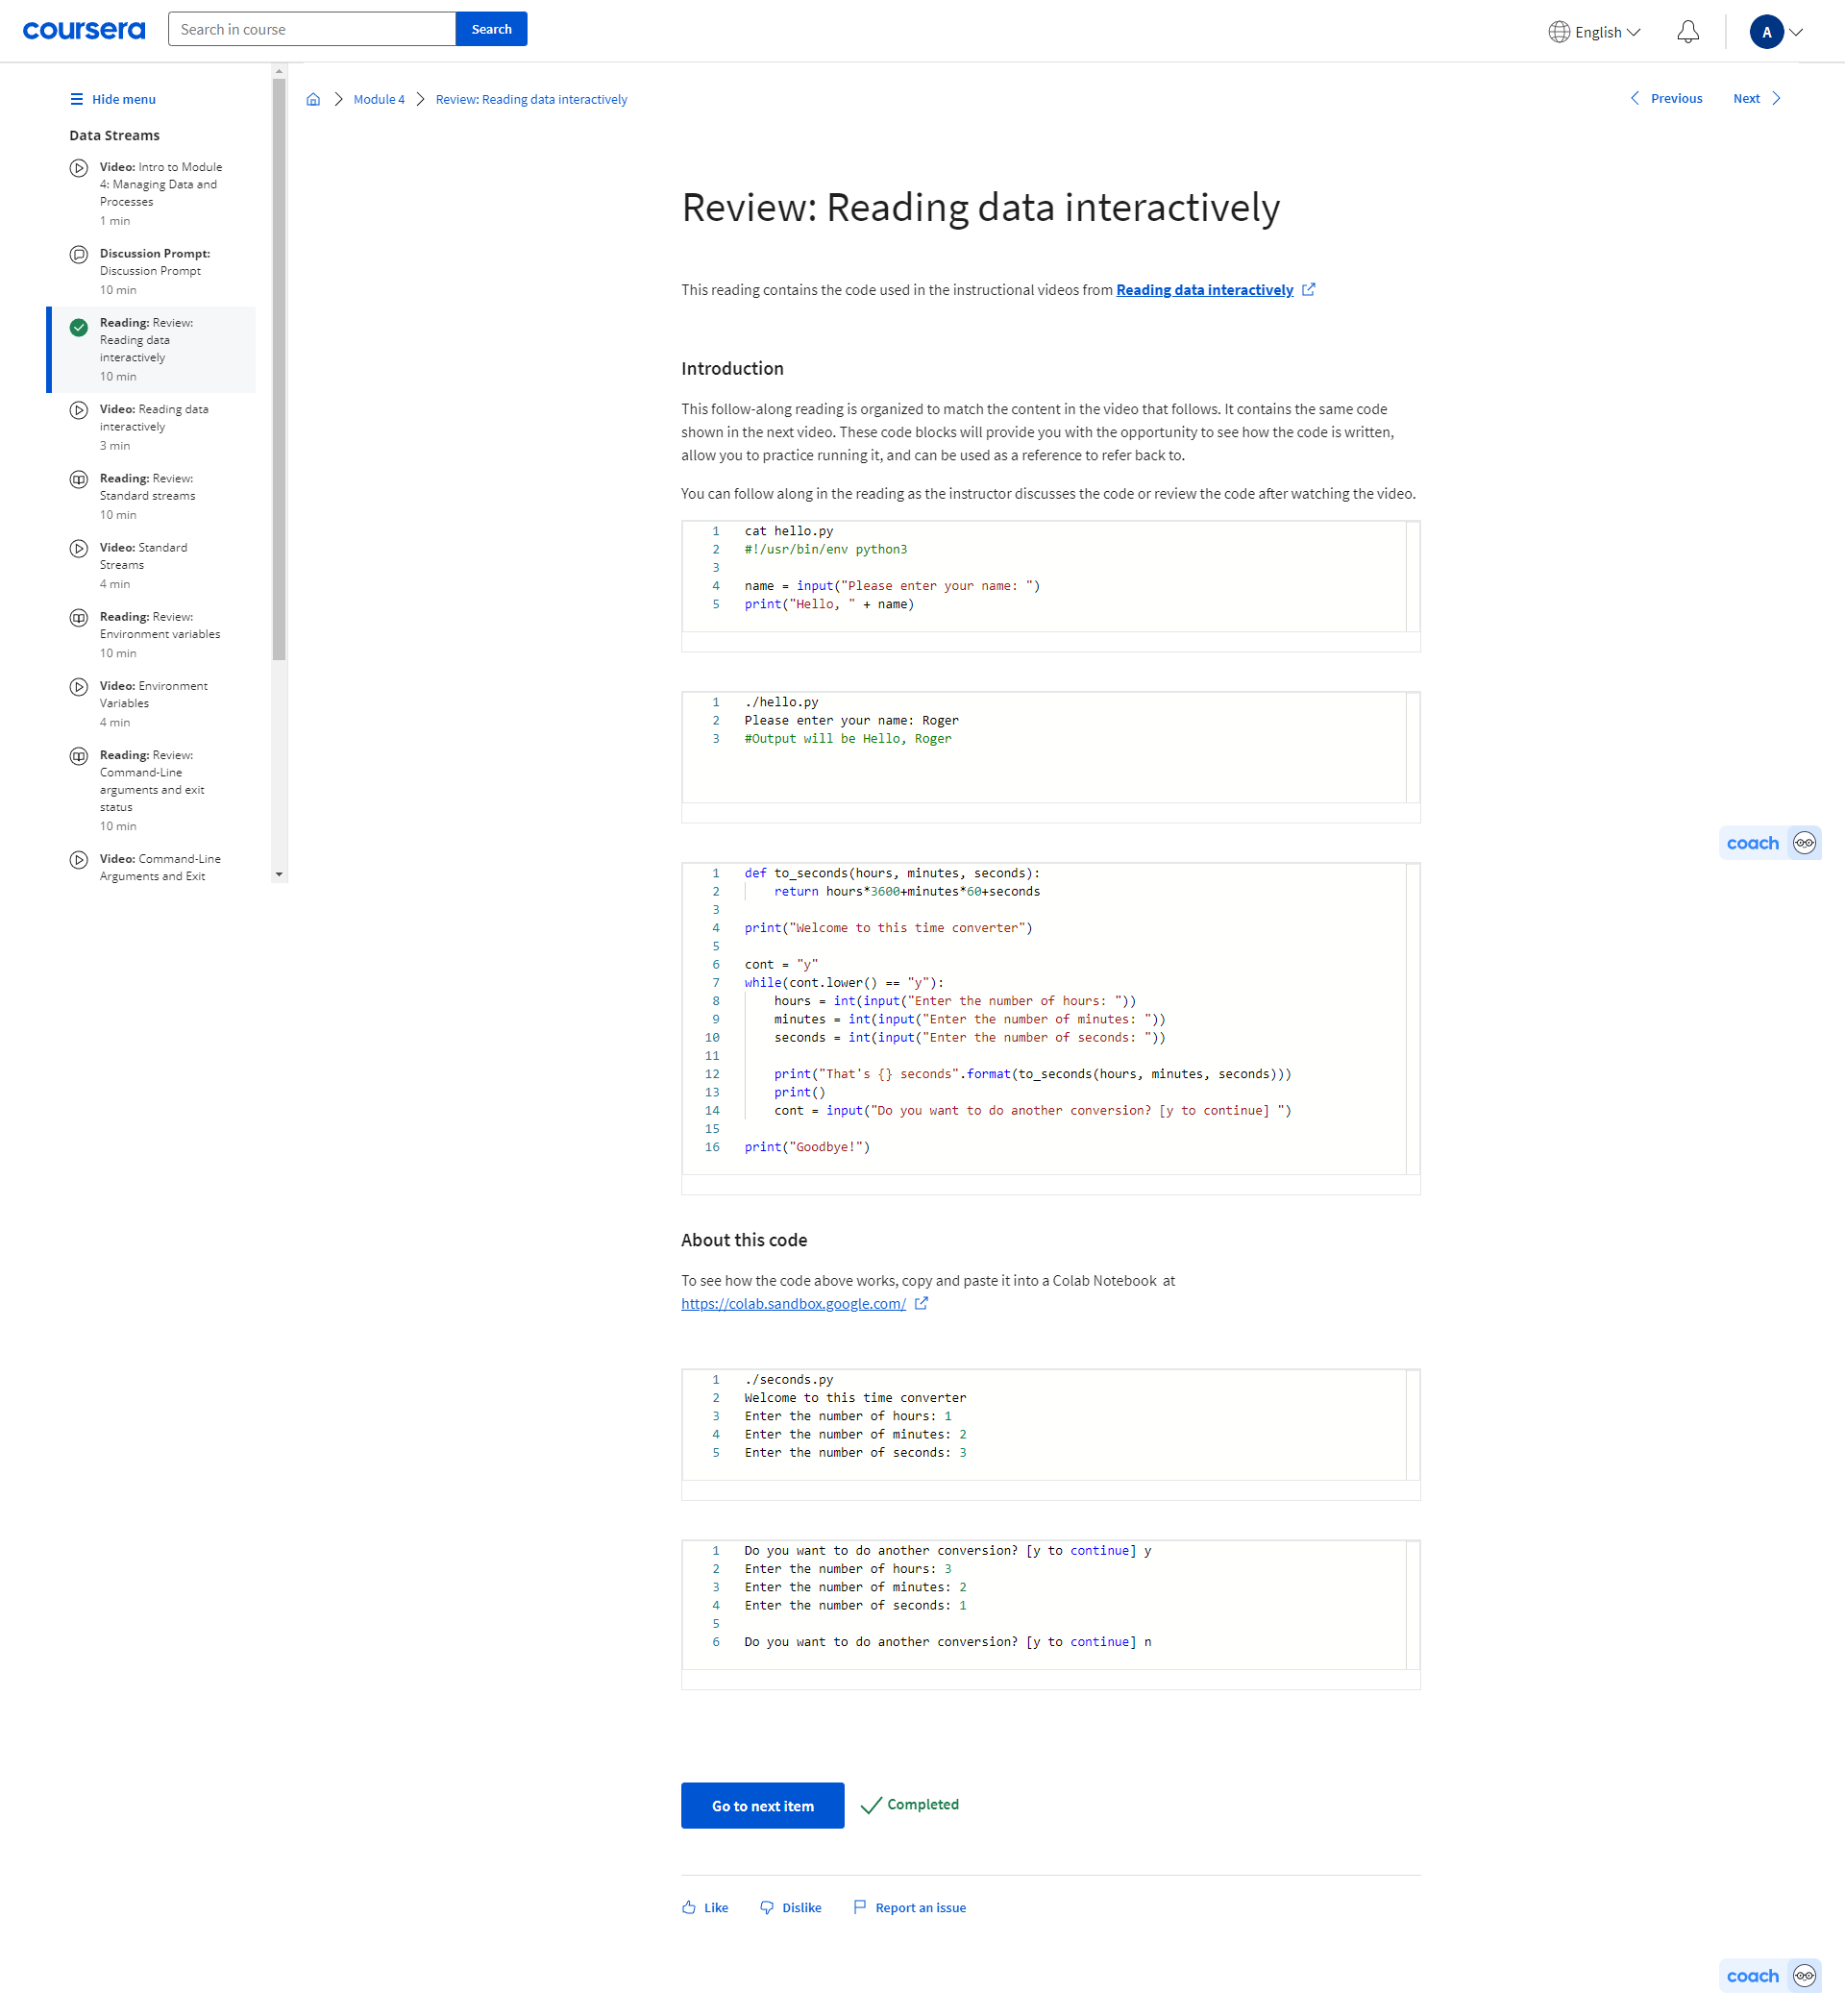 coursera
Search in course
Search
English
A
Hide menu
Data Streams
Video: Intro to Module
4: Managing Data and
Processes
1 min
Discussion Prompt:
Discussion Prompt
10 min
Reading: Review:
Reading data
interactively
10 min
Video: Reading data
interactively
3 min
Reading: Review:
Standard streams
10 min
Video: Standard
Streams
4 min
Reading: Review:
Environment variables
10 min
Video: Environment
Variables
4 min
Reading: Review:
Command-Line
arguments and exit
status
10 min
Video: Command-Line
Arguments and Exit
Module 4
Review: Reading data interactively
Previous
Next
Review: Reading data interactively
This reading contains the code used in the instructional videos from Reading data interactively
Introduction
This follow-along reading is organized to match the content in the video that follows. It contains the same code
shown in the next video. These code blocks will provide you with the opportunity to see how the code is written,
allow you to practice running it, and can be used as a reference to refer back to.
You can follow along in the reading as the instructor discusses the code or review the code after watching the video.
1 cat hello.py
2 #!/usr/bin/env python3
3
4 name = input("Please enter your name: ")
5 print("Hello, " + name)
1 ./hello.py
2 Please enter your name: Roger
3 #Output will be Hello, Roger
1 def to_seconds(hours, minutes, seconds):
2     return hours*3600+minutes*60+seconds
3
4 print("Welcome to this time converter")
5
6 cont = "y"
7 while(cont.lower() == "y"):
8     hours = int(input("Enter the number of hours: "))
9     minutes = int(input("Enter the number of minutes: "))
10     seconds = int(input("Enter the number of seconds: "))
11
12     print("That's {} seconds".format(to_seconds(hours, minutes, seconds)))
13     print()
14     cont = input("Do you want to do another conversion? [y to continue] ")
15
16 print("Goodbye!")
About this code
To see how the code above works, copy and paste it into a Colab Notebook at
https://colab.sandbox.google.com/
1 ./seconds.py
2 Welcome to this time converter
3 Enter the number of hours: 1
4 Enter the number of minutes: 2
5 Enter the number of seconds: 3
1 Do you want to do another conversion? [y to continue] y
2 Enter the number of hours: 3
3 Enter the number of minutes: 2
4 Enter the number of seconds: 1
5
6 Do you want to do another conversion? [y to continue] n
Go to next item
Completed
Like
Dislike
Report an issue
coach
coach